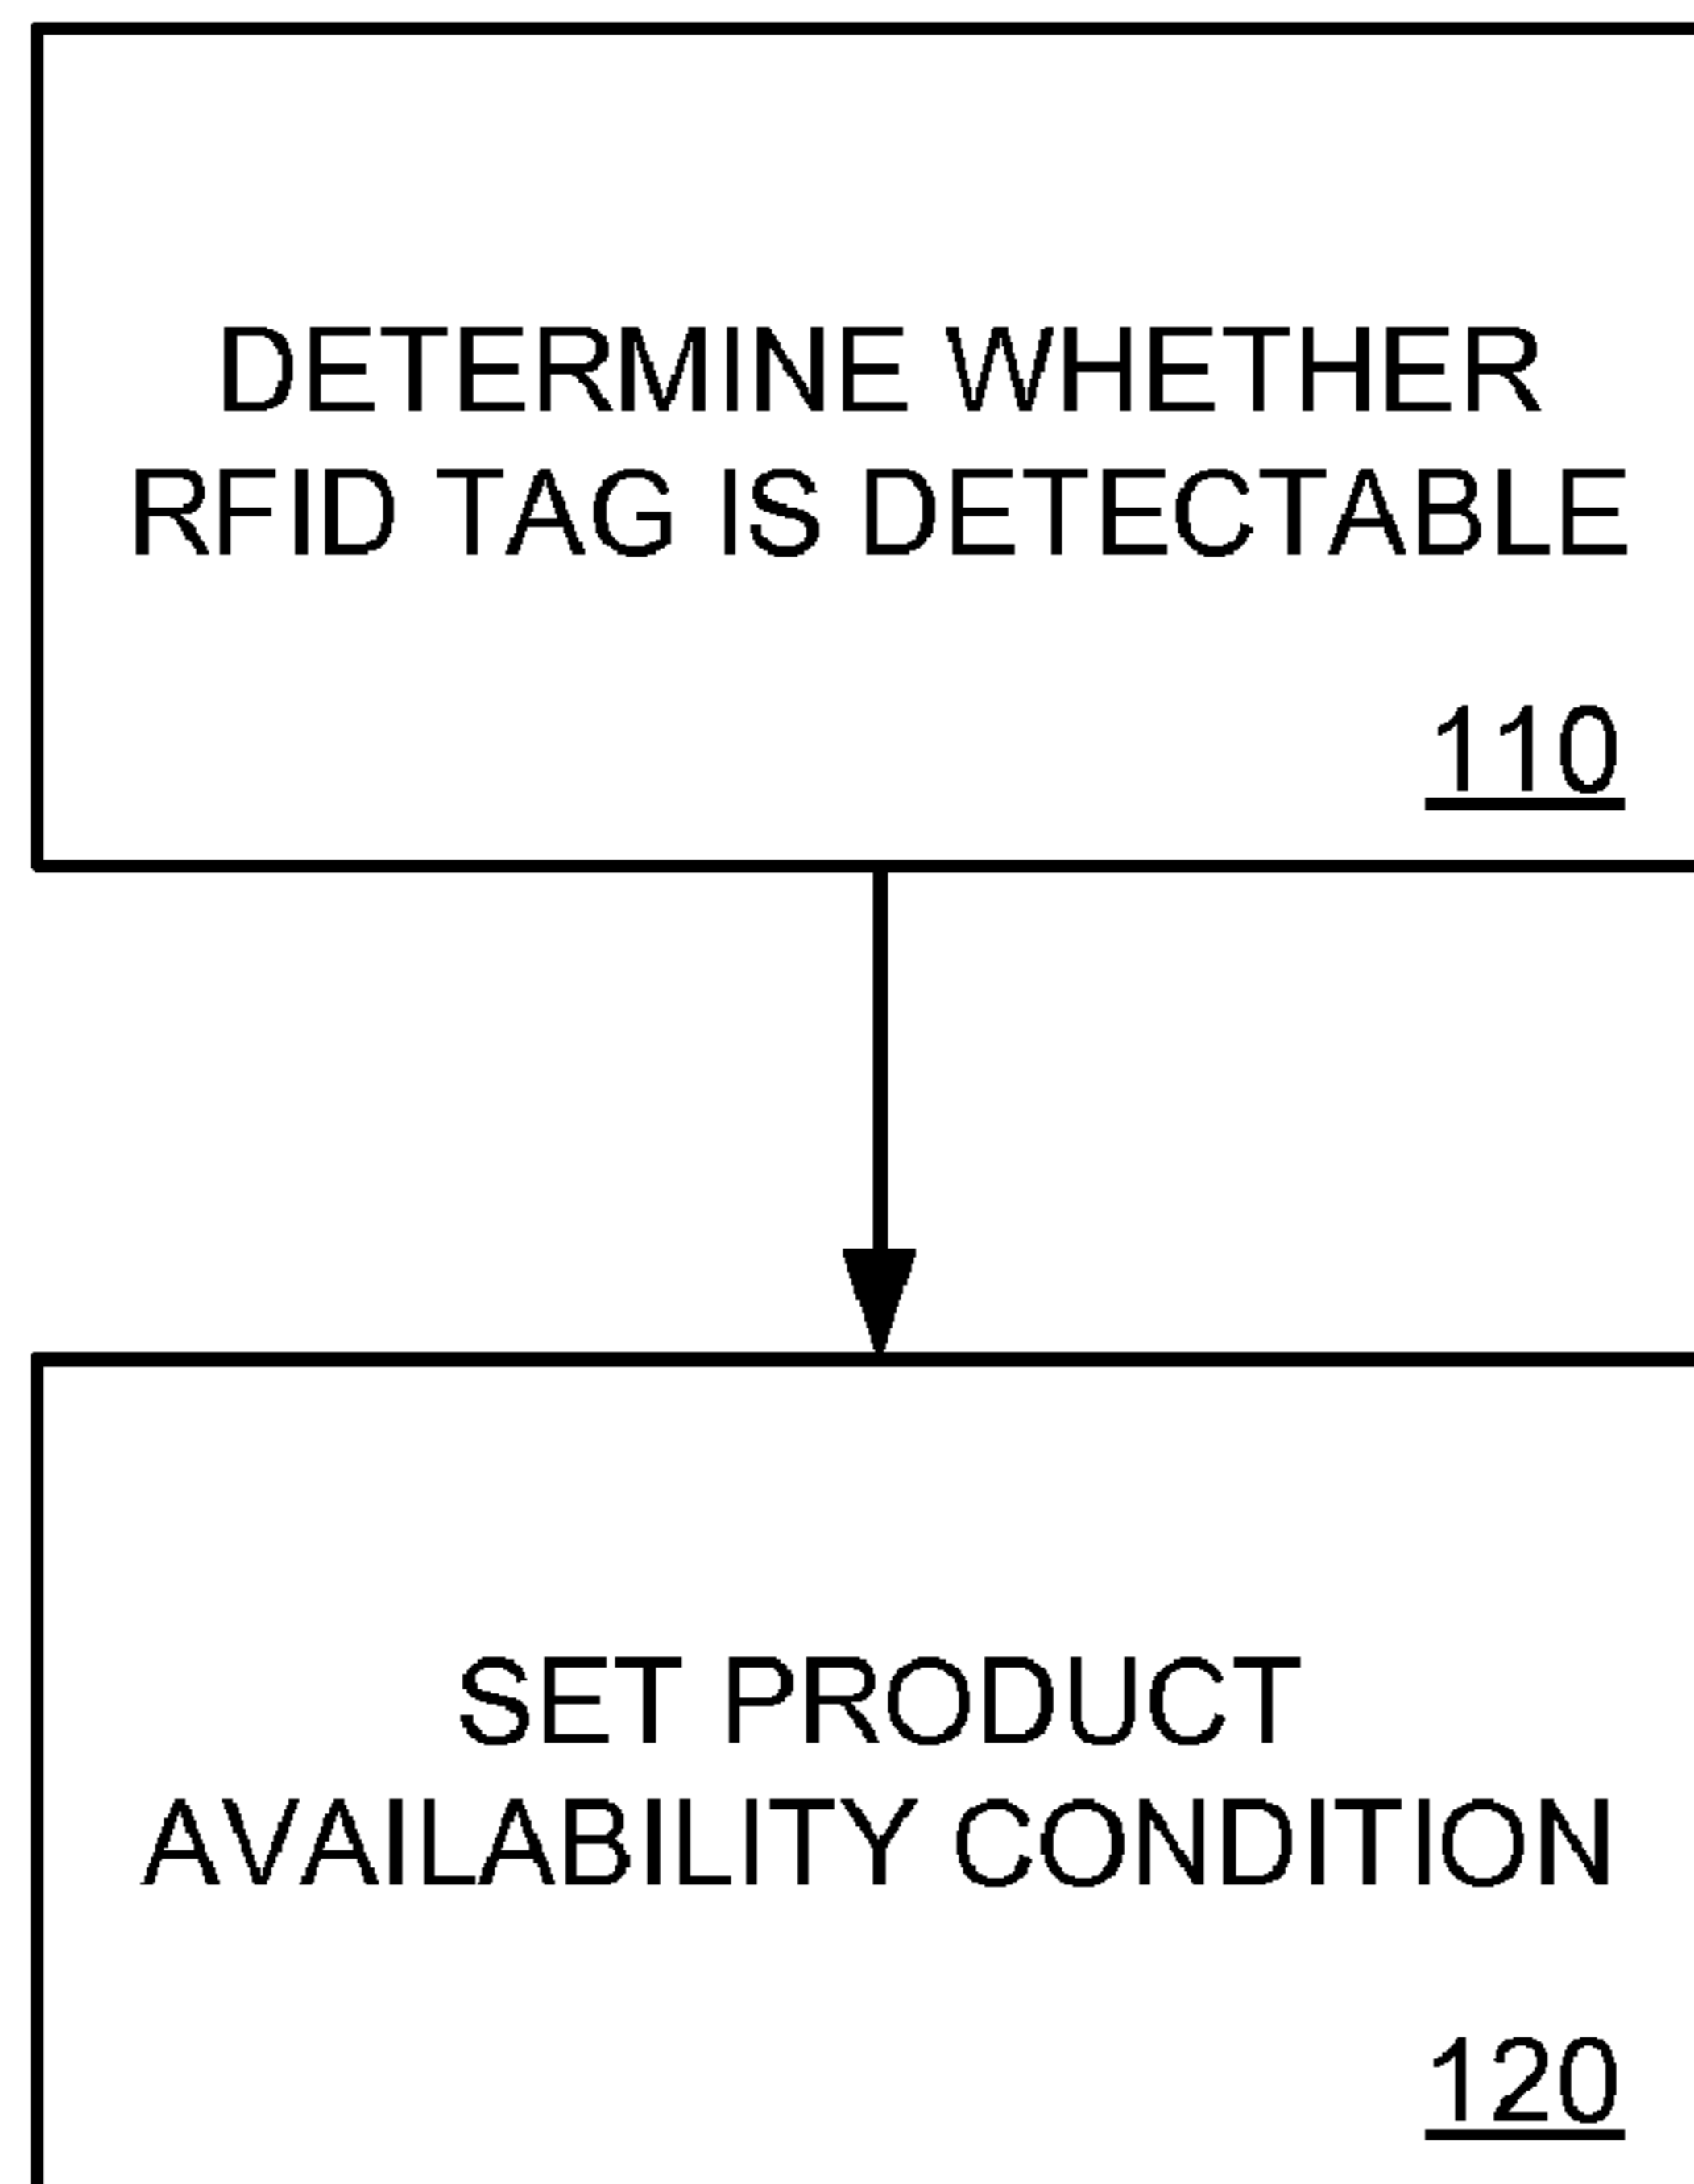 DETERMINE WHETHER
RFID TAG IS DETECTABLE
110
SET PRODUCT
AVAILABILITY CONDITION
120